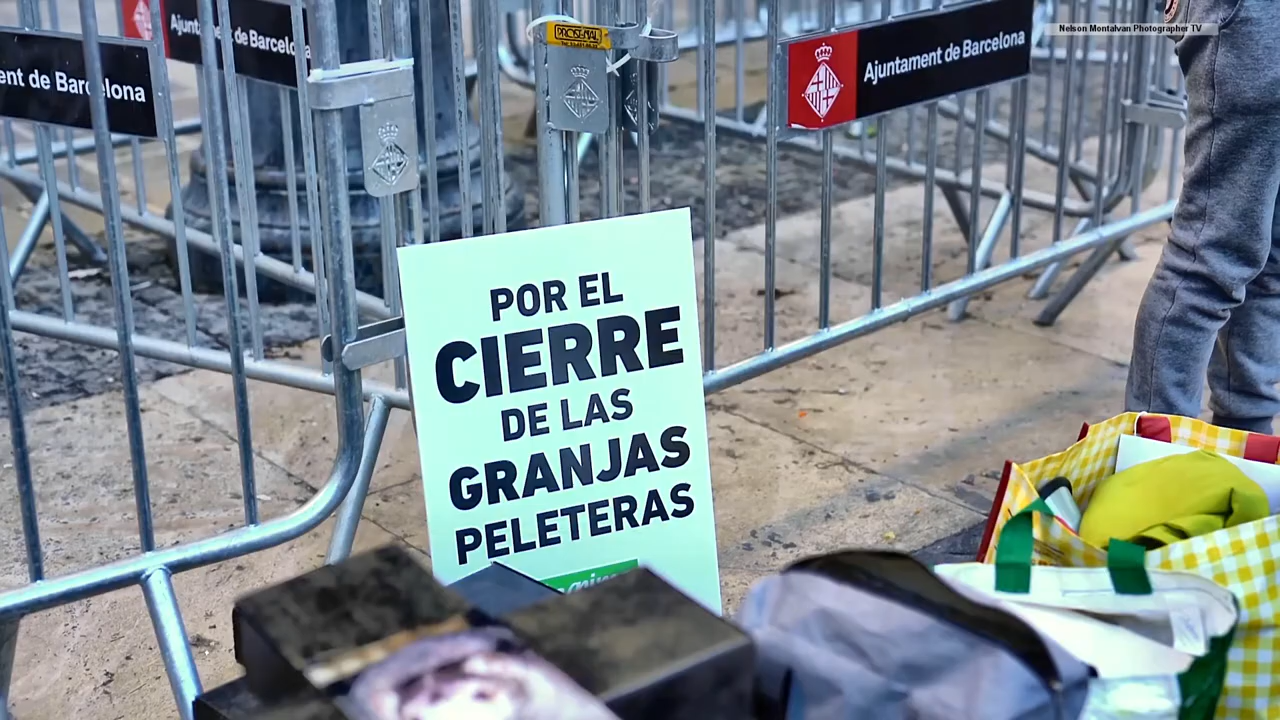 Nelson Montalvan Photographer TV
Ajuntament de Barcelona
ent de Barcelona
PROSENAL
Ajuntament de Barcelona
POR EL
CIERRE
DE LAS
GRANJAS
PELETERAS